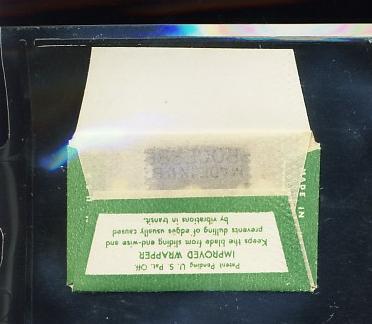 Patent Pending U. S. Pat. Off.
IMPROVED WRAPPER
Keeps the blade from sliding end-wise and
prevents dulling of edges usually caused
by vibrations in transit.
MADE IN